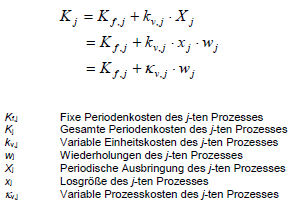 K_j = K_{f,j} + k_{v,j} · X_j
= K_{f,j} + k_{v,j} · x_j · w_j
= K_{f,j} + κ_{v,j} · w_j
K_{f,j} Fixe Periodenkosten des j-ten Prozesses
K_j Gesamte Periodenkosten des j-ten Prozesses
k_{v,j} Variable Einheitskosten des j-ten Prozesses
w_j Wiederholungen des j-ten Prozesses
X_j Periodische Ausbringung des j-ten Prozesses
x_j Losgröße des j-ten Prozesses
κ_{v,j} Variable Prozesskosten des j-ten Prozesses